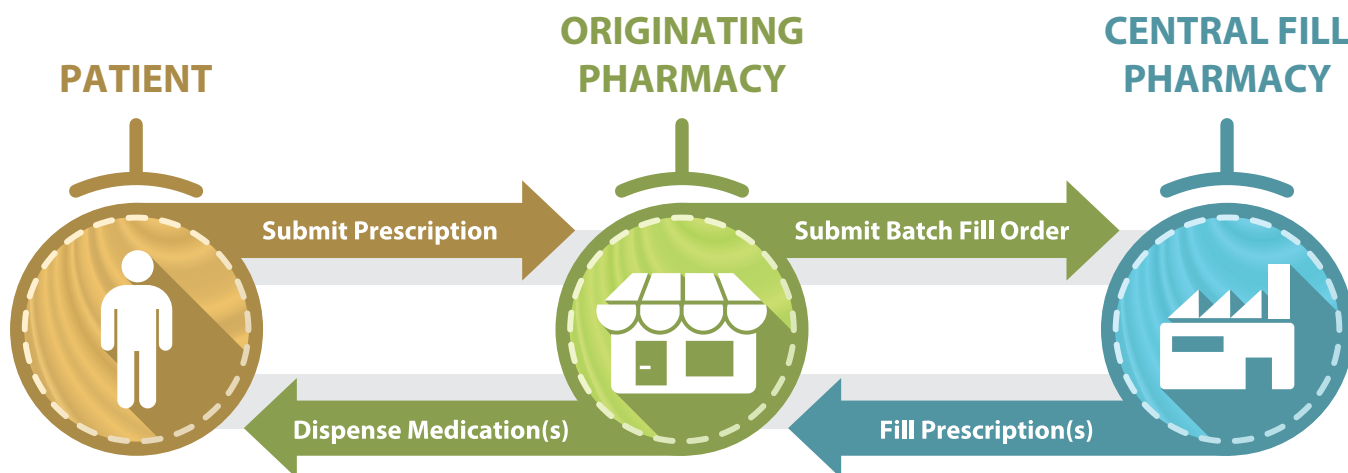 PATIENT
ORIGINATING
PHARMACY
CENTRAL FILL
PHARMACY
Submit Prescription
Submit Batch Fill Order
Dispense Medication(s)
Fill Prescription(s)